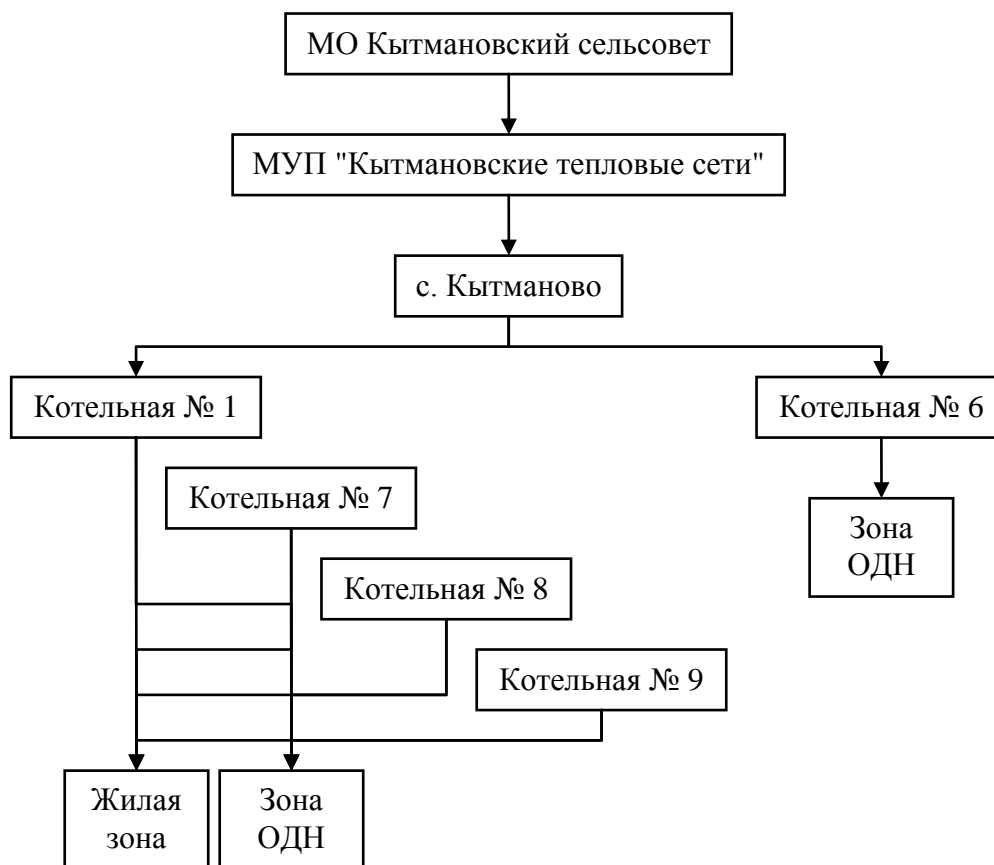 МО Кытмановский сельсовет
МУП "Кытмановские тепловые сети"
с. Кытманово
Котельная № 1
Котельная № 6
Котельная № 7
Зона
ОДН
Котельная № 8
Котельная № 9
Жилая
зона
Зона
ОДН